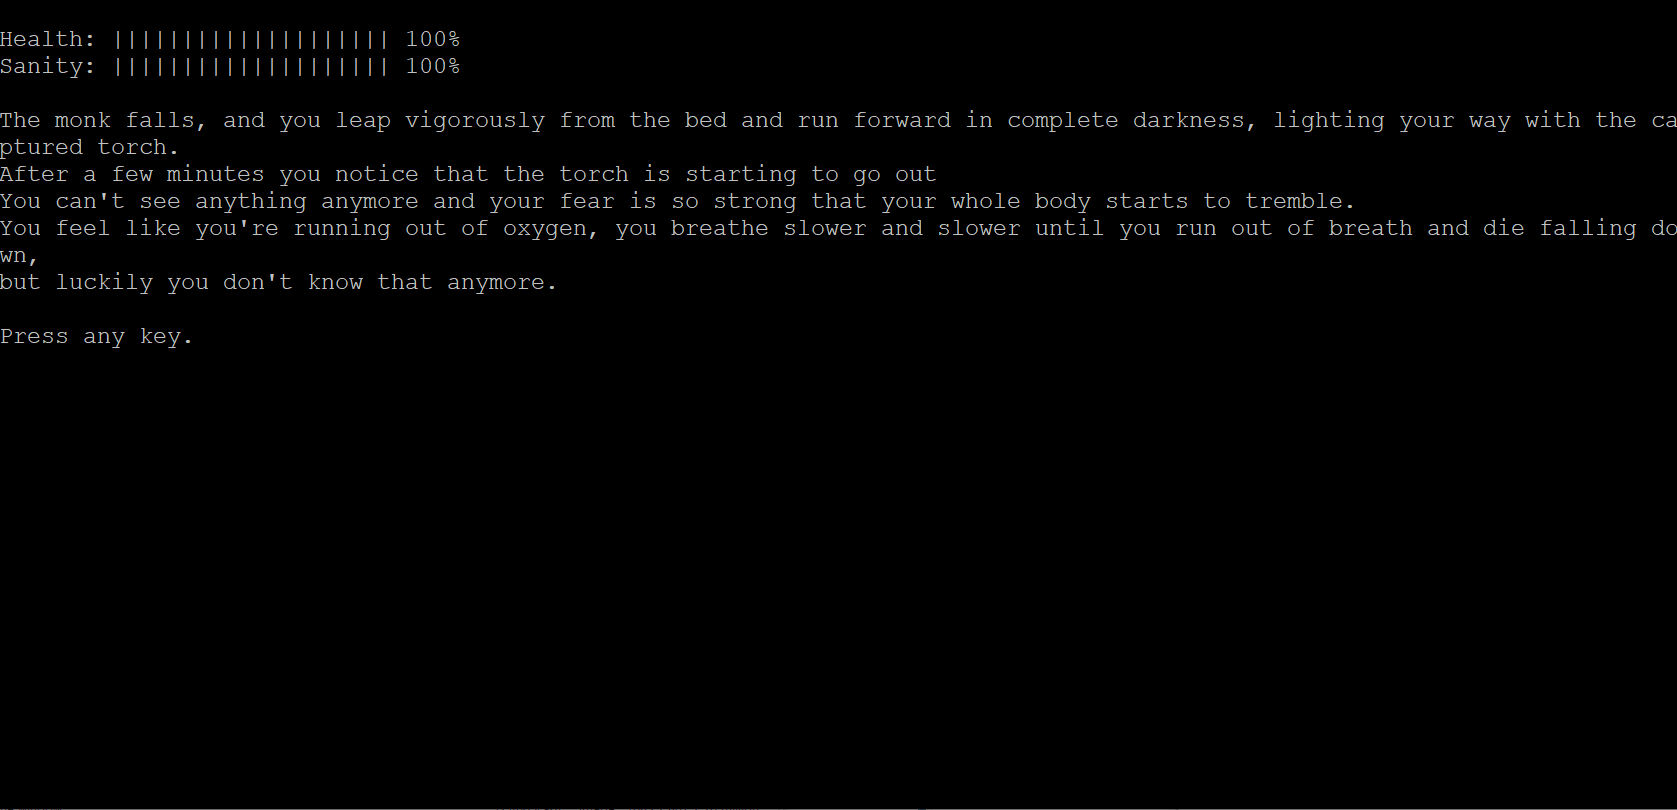 Health: |||||||||||||||||||| 100%
Sanity: |||||||||||||||||||| 100%
The monk falls, and you leap vigorously from the bed and run forward in complete darkness, lighting your way with the ca
ptured torch.
After a few minutes you notice that the torch is starting to go out
You can't see anything anymore and your fear is so strong that your whole body starts to tremble.
You feel like you're running out of oxygen, you breathe slower and slower until you run out of breath and die falling do
wn,
but luckily you don't know that anymore.
Press any key.